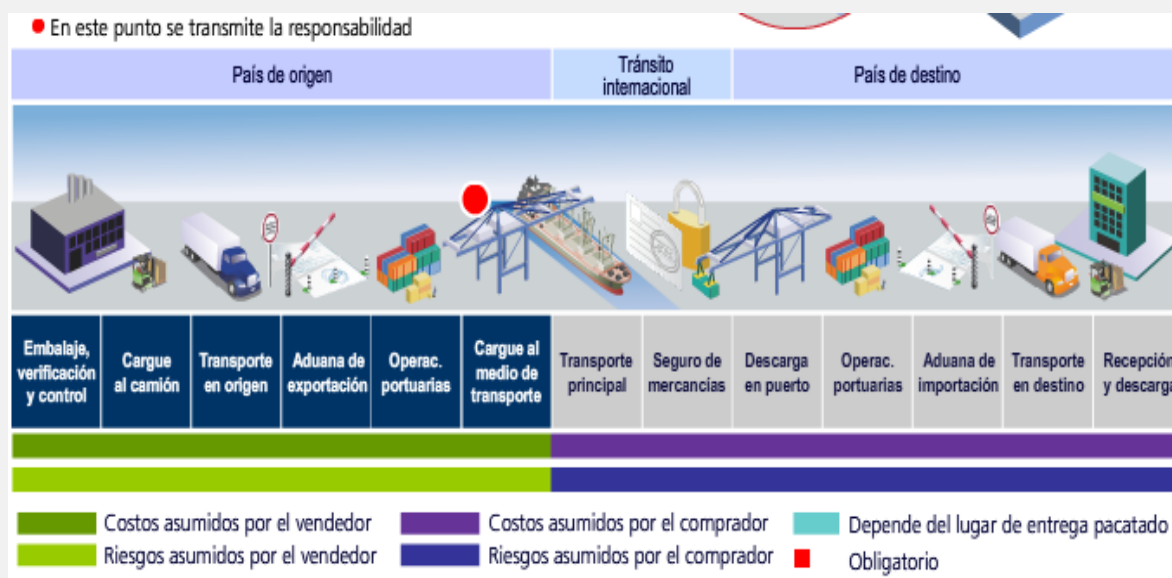 En este punto se transmite la responsabilidad
País de origen
Tránsito
internacional
País de destino
Embalaje,
verificación
y control
Cargue
al camión
Transporte
en origen
Aduana de
exportación
Operac.
portuarias
Cargue al
medio de
transporte
Transporte
principal
Seguro de
mercancias
Descarga
en puerto
Operac.
portuarias
Aduana de
importación
Transporte
en destino
Recepción
y descarga
Costos asumidos por el vendedor
Costos asumidos por el comprador
Depende del lugar de entrega pacatado
Riesgos asumidos por el vendedor
Riesgos asumidos por el comprador
Obligatorio